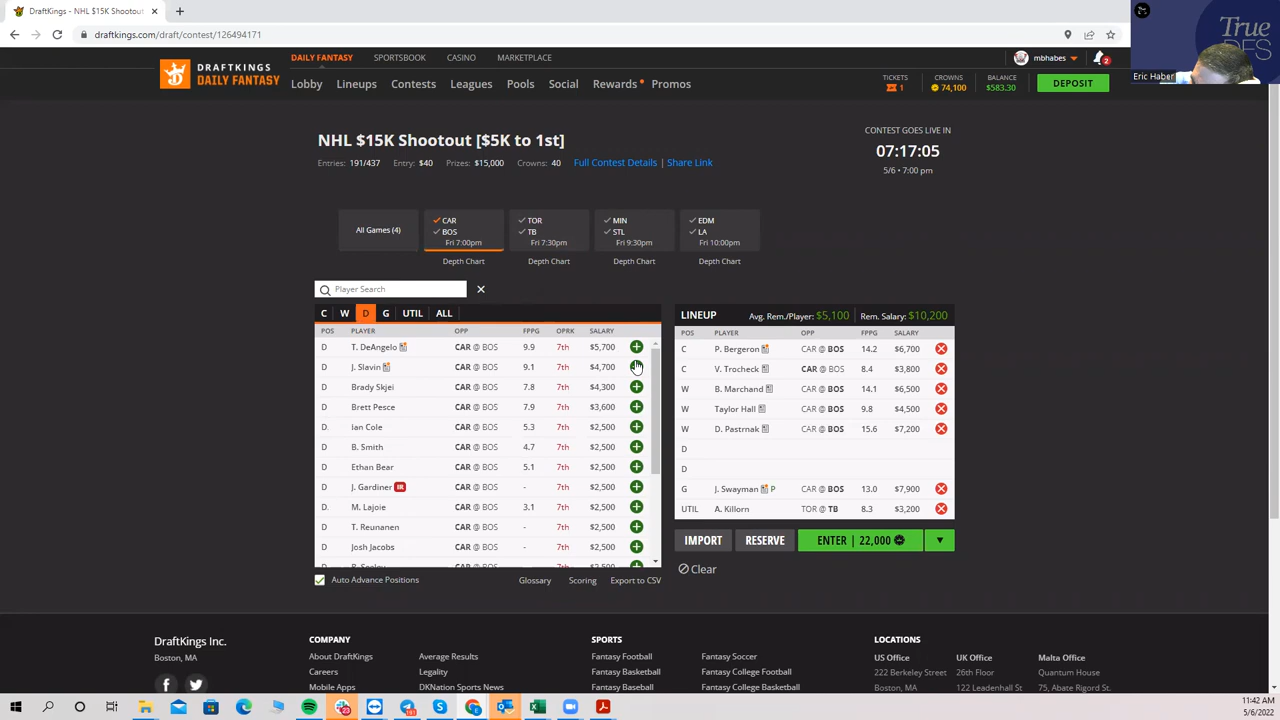 DraftKings - NHL $15K Shootout
draftkings.com/draft/contest/126494171
True
DFS
Eric Haber
DRAFTKINGS
DAILY FANTASY
DAILY FANTASY SPORTSBOOK CASINO MARKETPLACE
mbhabes
2
Lobby Lineups Contests Leagues Pools Social Rewards Promos
TICKETS CROWNS BALANCE
1 74,100 $583.30
DEPOSIT
NHL $15K Shootout [$5K to 1st]
Entries: 191/437 Entry: $40 Prizes: $15,000 Crowns: 40 Full Contest Details | Share Link
CONTEST GOES LIVE IN
07:17:05
5/6 • 7:00 pm
All Games (4)
CAR
BOS
Fri 7:00pm
Depth Chart
TOR
TB
Fri 7:30pm
Depth Chart
MIN
STL
Fri 9:30pm
Depth Chart
EDM
LA
Fri 10:00pm
Depth Chart
Player Search
C W D G UTIL ALL
POS PLAYER OPP FPPG OPRK SALARY
D T. DeAngelo CAR @ BOS 9.9 7th $5,700
D J. Slavin CAR @ BOS 9.1 7th $4,700
D Brady Skjei CAR @ BOS 7.8 7th $4,300
D Brett Pesce CAR @ BOS 7.9 7th $3,600
D. Ian Cole CAR @ BOS 5.3 7th $2,500
D B. Smith CAR @ BOS 4.7 7th $2,500
D Ethan Bear CAR @ BOS 5.1 7th $2,500
D J. Gardiner IR CAR @ BOS - 7th $2,500
D. M. Lajoie CAR @ BOS 3.1 7th $2,500
D T. Reunanen CAR @ BOS - 7th $2,500
D Josh Jacobs CAR @ BOS - 7th $2,500
Auto Advance Positions
Glossary Scoring Export to CSV
LINEUP Avg. Rem./Player: $5,100 Rem. Salary: $10,200
POS PLAYER OPP FPPG SALARY
C P. Bergeron CAR @ BOS 14.2 $6,700
C V. Trocheck CAR @ BOS 8.4 $3,800
W B. Marchand CAR @ BOS 14.1 $6,500
W Taylor Hall CAR @ BOS 9.8 $4,500
W D. Pastrnak CAR @ BOS 15.6 $7,200
D
D
G J. Swayman P CAR @ BOS 13.0 $7,900
UTIL A. Killorn TOR @ TB 8.3 $3,200
IMPORT RESERVE ENTER | 22,000
Clear
DraftKings Inc.
Boston, MA
COMPANY
About DraftKings
Careers
Mobile Apps
Average Results
Legality
DKNation Sports News
SPORTS
Fantasy Football
Fantasy Basketball
Fantasy Baseball
Fantasy Soccer
Fantasy College Football
Fantasy College Basketball
LOCATIONS
US Office
222 Berkeley Street
Boston, MA
UK Office
26th Floor
122 Leadenhall St
Malta Office
Quantum House
75, Abate Rigord St.
11:42 AM
5/6/2022